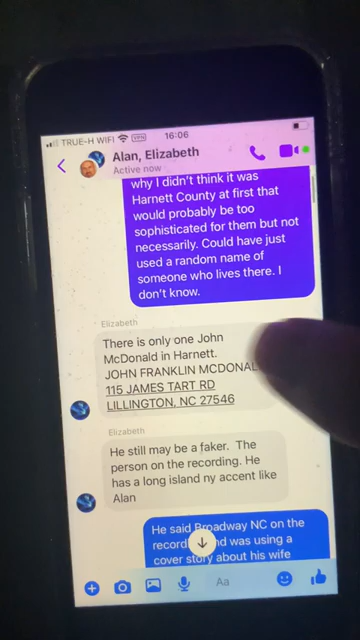 TRUE-H WIFI VPN 16:06
Alan, Elizabeth
Active now
why I didn't think it was
Harnett County at first that
would probably be too
sophisticated for them but not
necessarily. Could have just
used a random name of
someone who lives there. I
don't know.
Elizabeth
There is only one John
McDonald in Harnett.
JOHN FRANKLIN MCDONAL
115 JAMES TART RD
LILLINGTON, NC 27546
Elizabeth
He still may be a faker. The
person on the recording. He
has a long island ny accent like
Alan
He said Broadway NC on the
record nd was using a
cover story about his wife
Aa